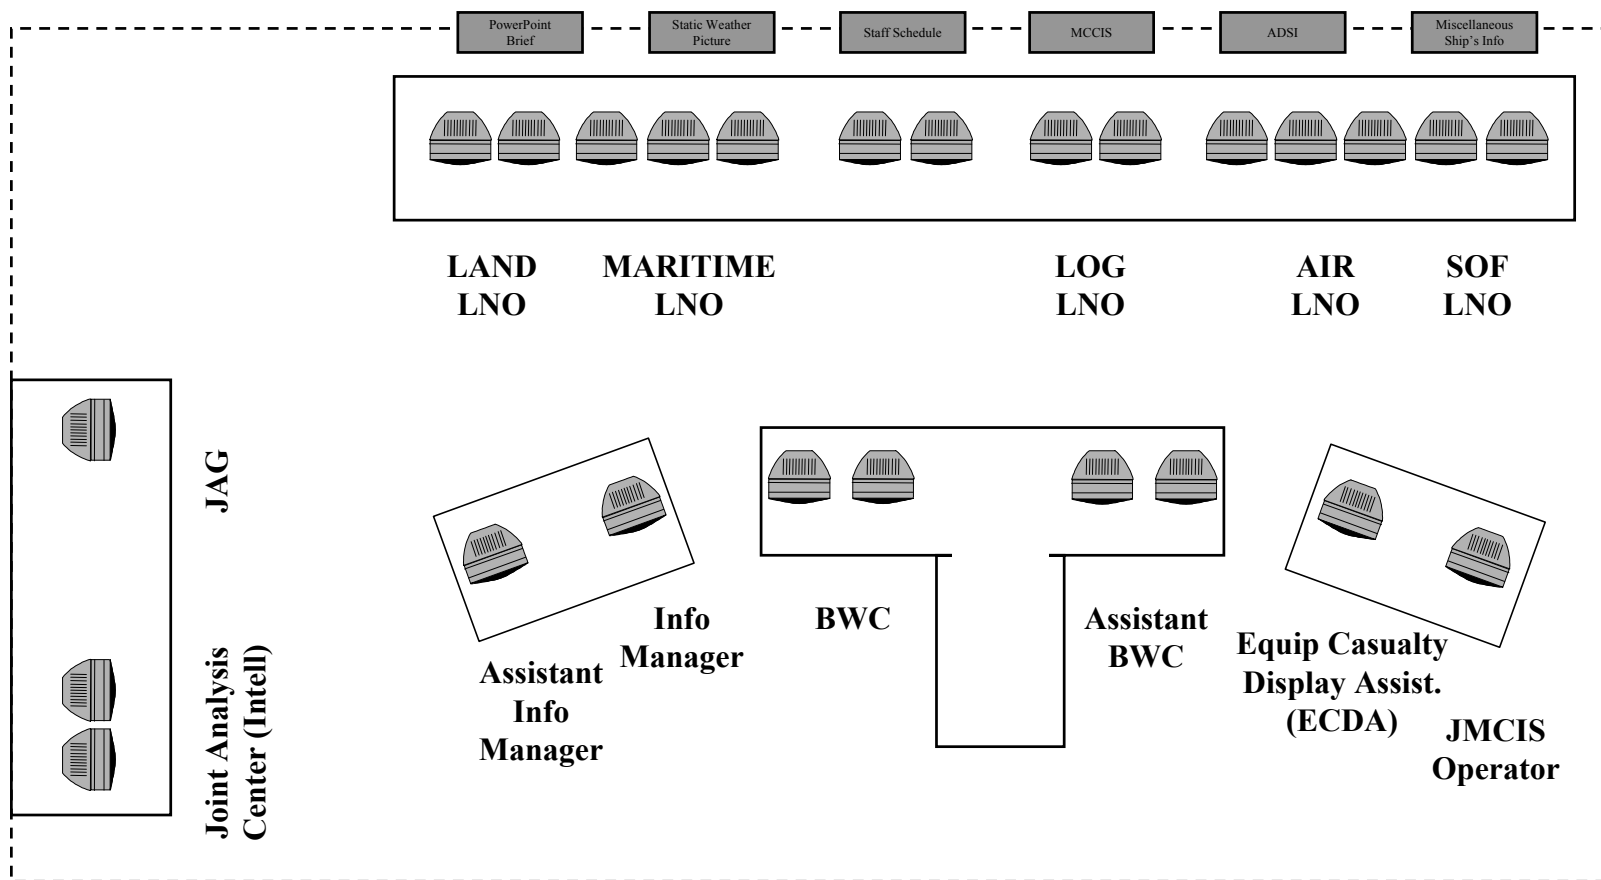 PowerPoint
Brief
Static Weather
Picture
Staff Schedule
MCCIS
ADSI
Miscellaneous
Ship's Info
LAND
LNO
MARITIME
LNO
LOG
LNO
AIR
LNO
SOF
LNO
JAG
Joint Analysis
Center (Intell)
Assistant
Info
Manager
Info
Manager
BWC
Assistant
BWC
Equip Casualty
Display Assist.
(ECDA)
JMCIS
Operator